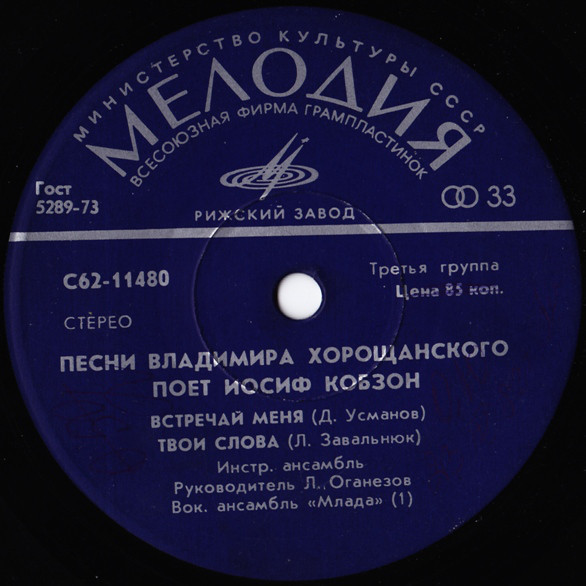 МИНИСТЕРСТВО КУЛЬТУРЫ СССР
МЕЛОДИЯ
ВСЕСОЮЗНАЯ ФИРМА ГРАМПЛАСТИНОК
Гост
5289-73
33
РИЖСКИЙ ЗАВОД
С62-11480
Третья группа
Цена 85 коп.
СТЕРЕО
ПЕСНИ ВЛАДИМИРА ХОРОЩАНСКОГО
ПОЕТ ИОСИФ КОБЗОН
ВСТРЕЧАЙ МЕНЯ (Д. Усманов)
ТВОИ СЛОВА (Л. Завальнюк)
Инстр. ансамбль
Руководитель Л. Оганезов
Вок. ансамбль «Млада» (1)